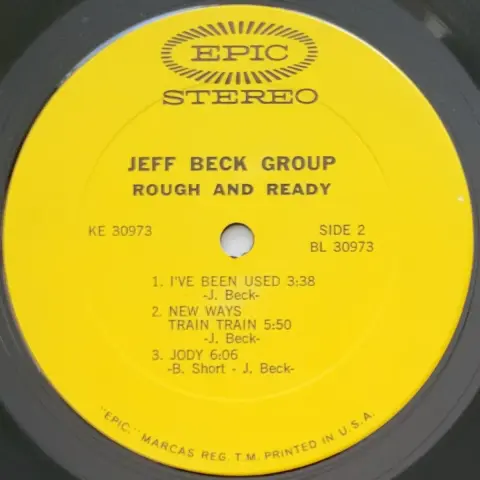 EPIC
STEREO
JEFF BECK GROUP
ROUGH AND READY
KE 30973
SIDE 2
BL 30973
1. I'VE BEEN USED 3:38
-J. Beck-
2. NEW WAYS
TRAIN TRAIN 5:50
-J. Beck-
3. JODY 6:06
-B. Short - J. Beck-
"EPIC," MARCAS REG. T.M. PRINTED IN U.S.A.